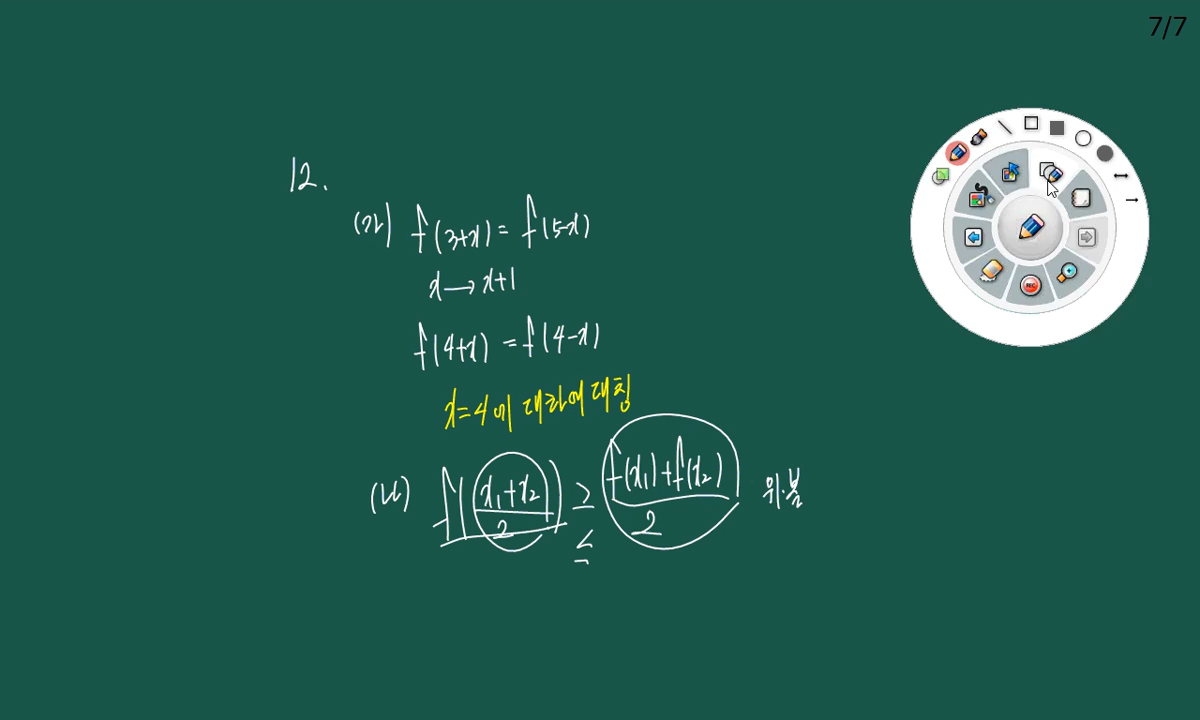 7/7
12.
(가) f(3+x) = f(5-x)
x → x+1
f(4+x) = f(4-x)
x=4에 대하여 대칭
(나) f((x₁+x₂)/2) ≥ (f(x₁)+f(x₂))/2 위·볼
≤
REC